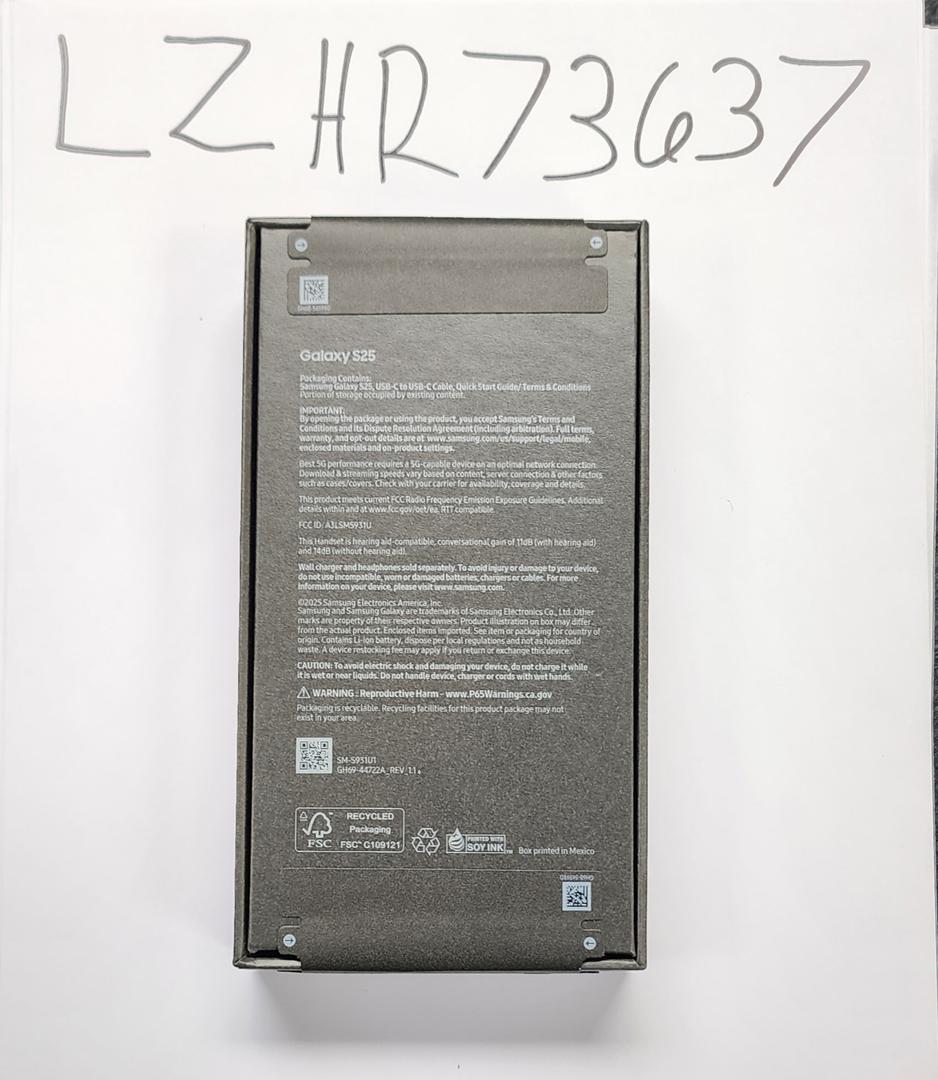 LZHR73637
GH68-54598D
Galaxy S25
Packaging Contains:
Samsung Galaxy S25, USB-C to USB-C Cable, Quick Start Guide/ Terms & Conditions
Portion of storage occupied by existing content.
IMPORTANT:
By opening the package or using the product, you accept Samsung's Terms and
Conditions and its Dispute Resolution Agreement (including arbitration). Full terms,
warranty, and opt-out details are at www.samsung.com/us/support/legal/mobile,
enclosed materials and on-product settings.
Best 5G performance requires a 5G-capable device on an optimal network connection.
Download & streaming speeds vary based on content, server connection & other factors
such as cases/covers. Check with your carrier for availability, coverage and details.
This product meets current FCC Radio Frequency Emission Exposure Guidelines. Additional
details within and at www.fcc.gov/oet/ea. RTT compatible.
FCC ID: A3LSMS931U
This Handset is hearing aid-compatible, conversational gain of 11dB (with hearing aid)
and 14dB (without hearing aid).
Wall charger and headphones sold separately. To avoid injury or damage to your device,
do not use incompatible, worn or damaged batteries, chargers or cables. For more
information on your device, please visit www.samsung.com.
©2025 Samsung Electronics America, Inc.
Samsung and Samsung Galaxy are trademarks of Samsung Electronics Co., Ltd. Other
marks are property of their respective owners. Product illustration on box may differ
from the actual product. Enclosed items imported. See item or packaging for country of
origin. Contains Li-ion battery, dispose per local regulations and not as household
waste. A device restocking fee may apply if you return or exchange this device.
CAUTION: To avoid electric shock and damaging your device, do not charge it while
it is wet or near liquids. Do not handle device, charger or cords with wet hands.
WARNING: Reproductive Harm - www.P65Warnings.ca.gov
Packaging is recyclable. Recycling facilities for this product package may not
exist in your area.
SM-S931U1
GH69-44722A_REV_1.1
RECYCLED
Packaging
FSC FSC™ C109121
PRINTED WITH
SOY INK™ Box printed in Mexico
GH68-54598D